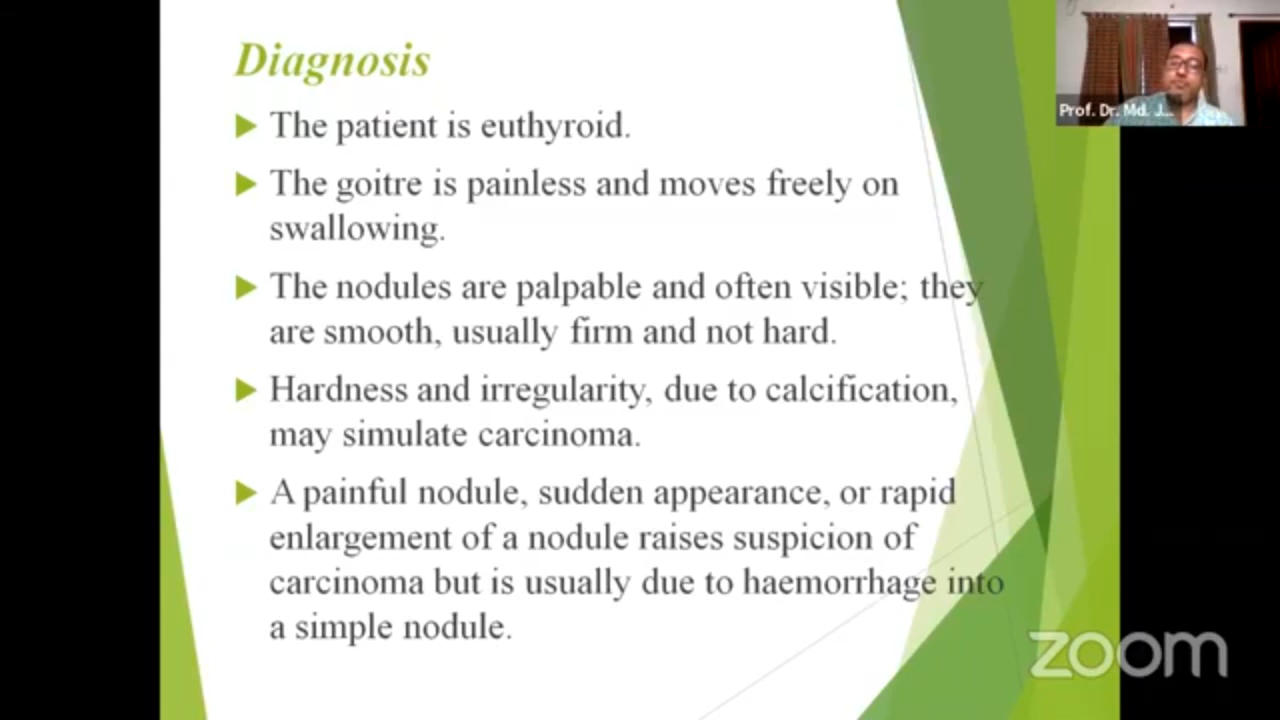 Diagnosis
The patient is euthyroid.
The goitre is painless and moves freely on
swallowing.
The nodules are palpable and often visible; they
are smooth, usually firm and not hard.
Hardness and irregularity, due to calcification,
may simulate carcinoma.
A painful nodule, sudden appearance, or rapid
enlargement of a nodule raises suspicion of
carcinoma but is usually due to haemorrhage into
a simple nodule.
Prof. Dr. Md. J...
zoom